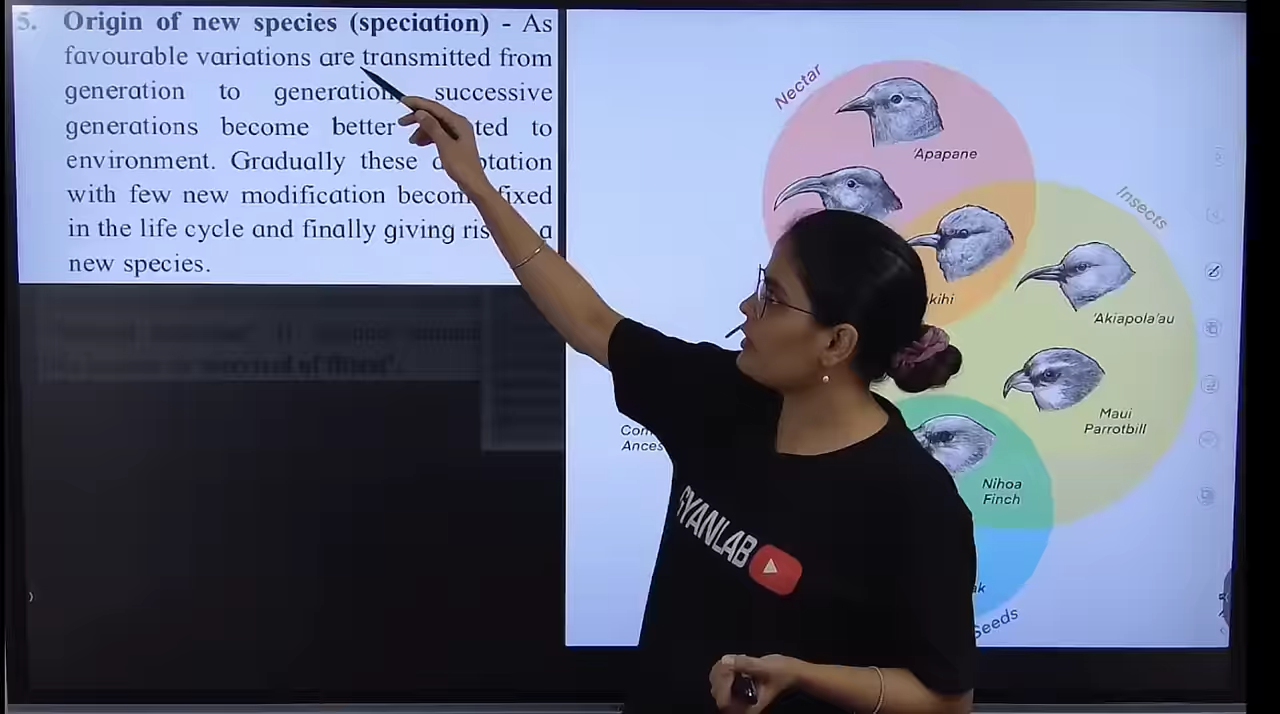 5. Origin of new species (speciation) - As
favourable variations are transmitted from
generation to generation successive
generations become better to
environment. Gradually these
with few new modification fixed
in the life cycle and finally giving a
new species.
Nectar
'Apapane
Insects
'Akiapola'au
Maui
Parrotbill
Nihoa
Finch
Seeds
GYANLAB